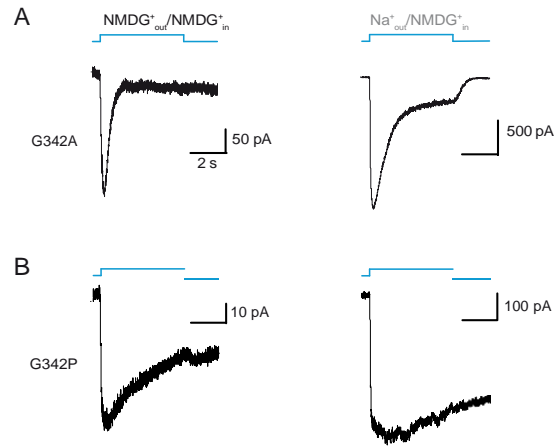 A
NMDG⁺out/NMDG⁺in
Na⁺out/NMDG⁺in
G342A
50 pA
2 s
500 pA
B
G342P
10 pA
100 pA